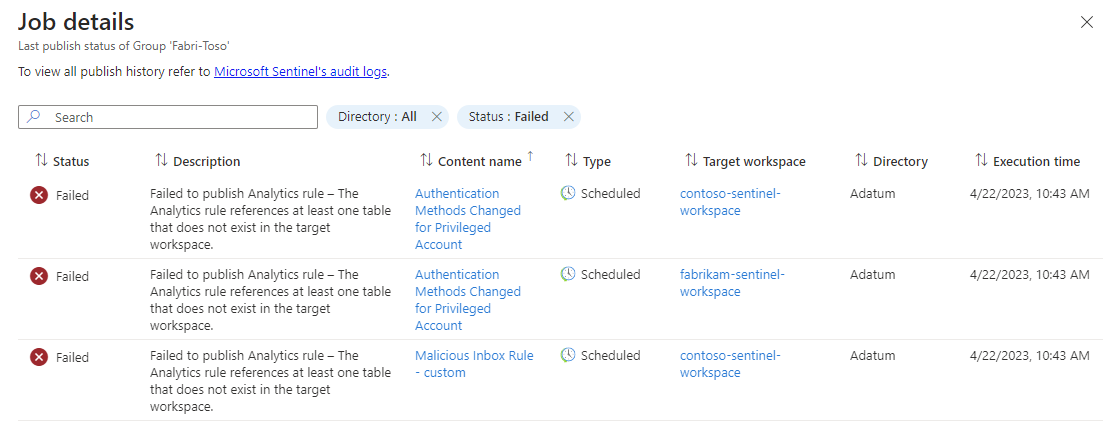 Job details
Last publish status of Group 'Fabri-Toso'
To view all publish history refer to Microsoft Sentinel's audit logs.
Search
Directory : All
Status : Failed
Status Description Content name Type Target workspace Directory Execution time
Failed
Failed to publish Analytics rule – The
Analytics rule references at least one table
that does not exist in the target
workspace.
Authentication
Methods Changed
for Privileged
Account
Scheduled
contoso-sentinel-
workspace
Adatum
4/22/2023, 10:43 AM
Failed
Failed to publish Analytics rule – The
Analytics rule references at least one table
that does not exist in the target
workspace.
Authentication
Methods Changed
for Privileged
Account
Scheduled
fabrikam-sentinel-
workspace
Adatum
4/22/2023, 10:43 AM
Failed
Failed to publish Analytics rule – The
Analytics rule references at least one table
that does not exist in the target
workspace.
Malicious Inbox Rule
- custom
Scheduled
contoso-sentinel-
workspace
Adatum
4/22/2023, 10:43 AM